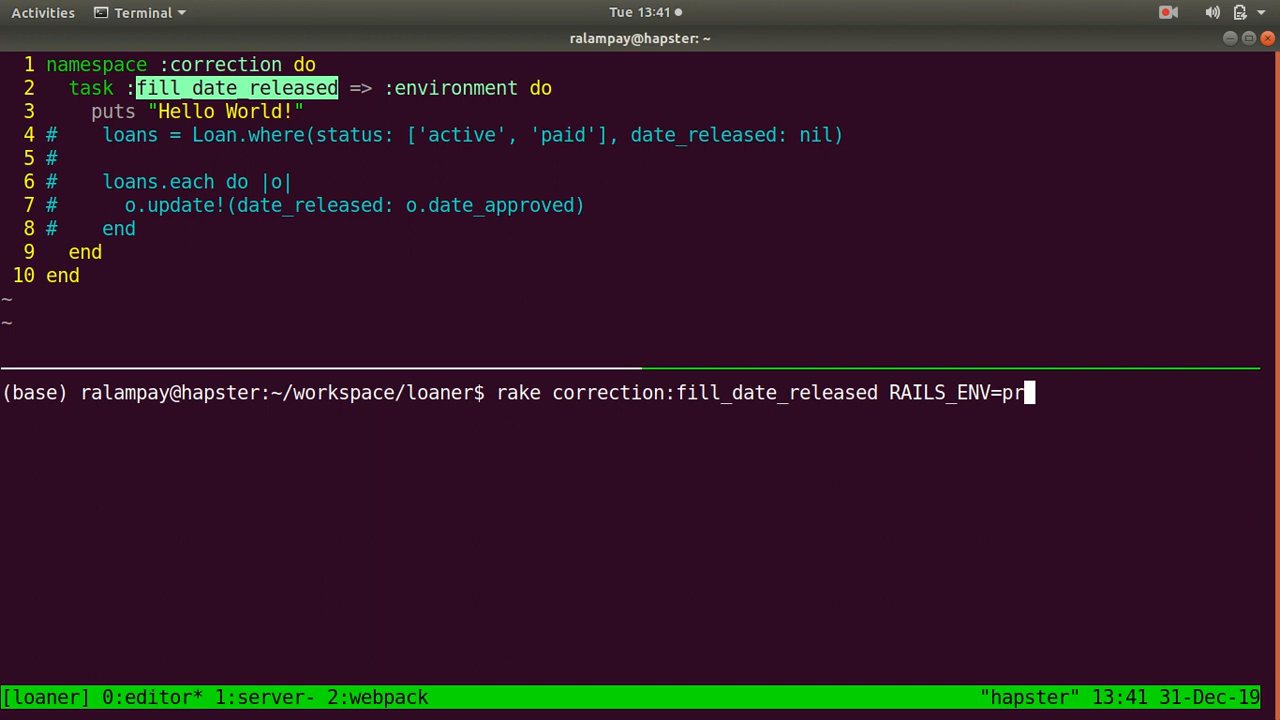 Activities Terminal Tue 13:41
ralampay@hapster: ~
1 namespace :correction do
2   task :fill_date_released => :environment do
3     puts "Hello World!"
4 #    loans = Loan.where(status: ['active', 'paid'], date_released: nil)
5 #
6 #    loans.each do |o|
7 #      o.update!(date_released: o.date_approved)
8 #    end
9   end
10 end
~
~
(base) ralampay@hapster:~/workspace/loaner$ rake correction:fill_date_released RAILS_ENV=pr
[loaner] 0:editor* 1:server- 2:webpack "hapster" 13:41 31-Dec-19